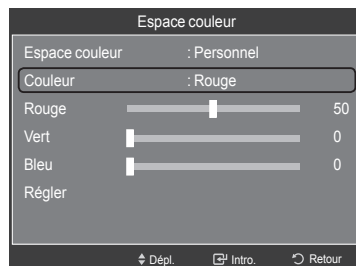 Espace couleur
Espace couleur : Personnel
Couleur : Rouge
Rouge 50
Vert 0
Bleu 0
Régler
Dépl. Intro. Retour